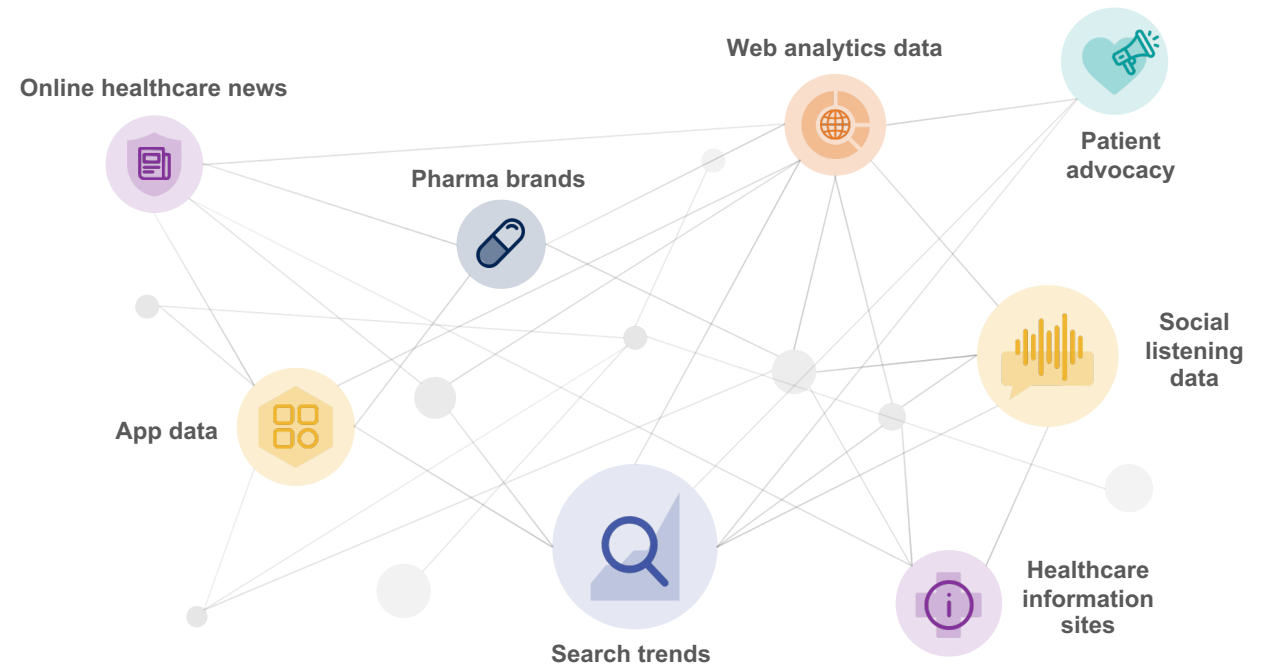 Web analytics data
Online healthcare news
Patient
advocacy
Pharma brands
Social
listening
data
App data
Healthcare
information
sites
Search trends